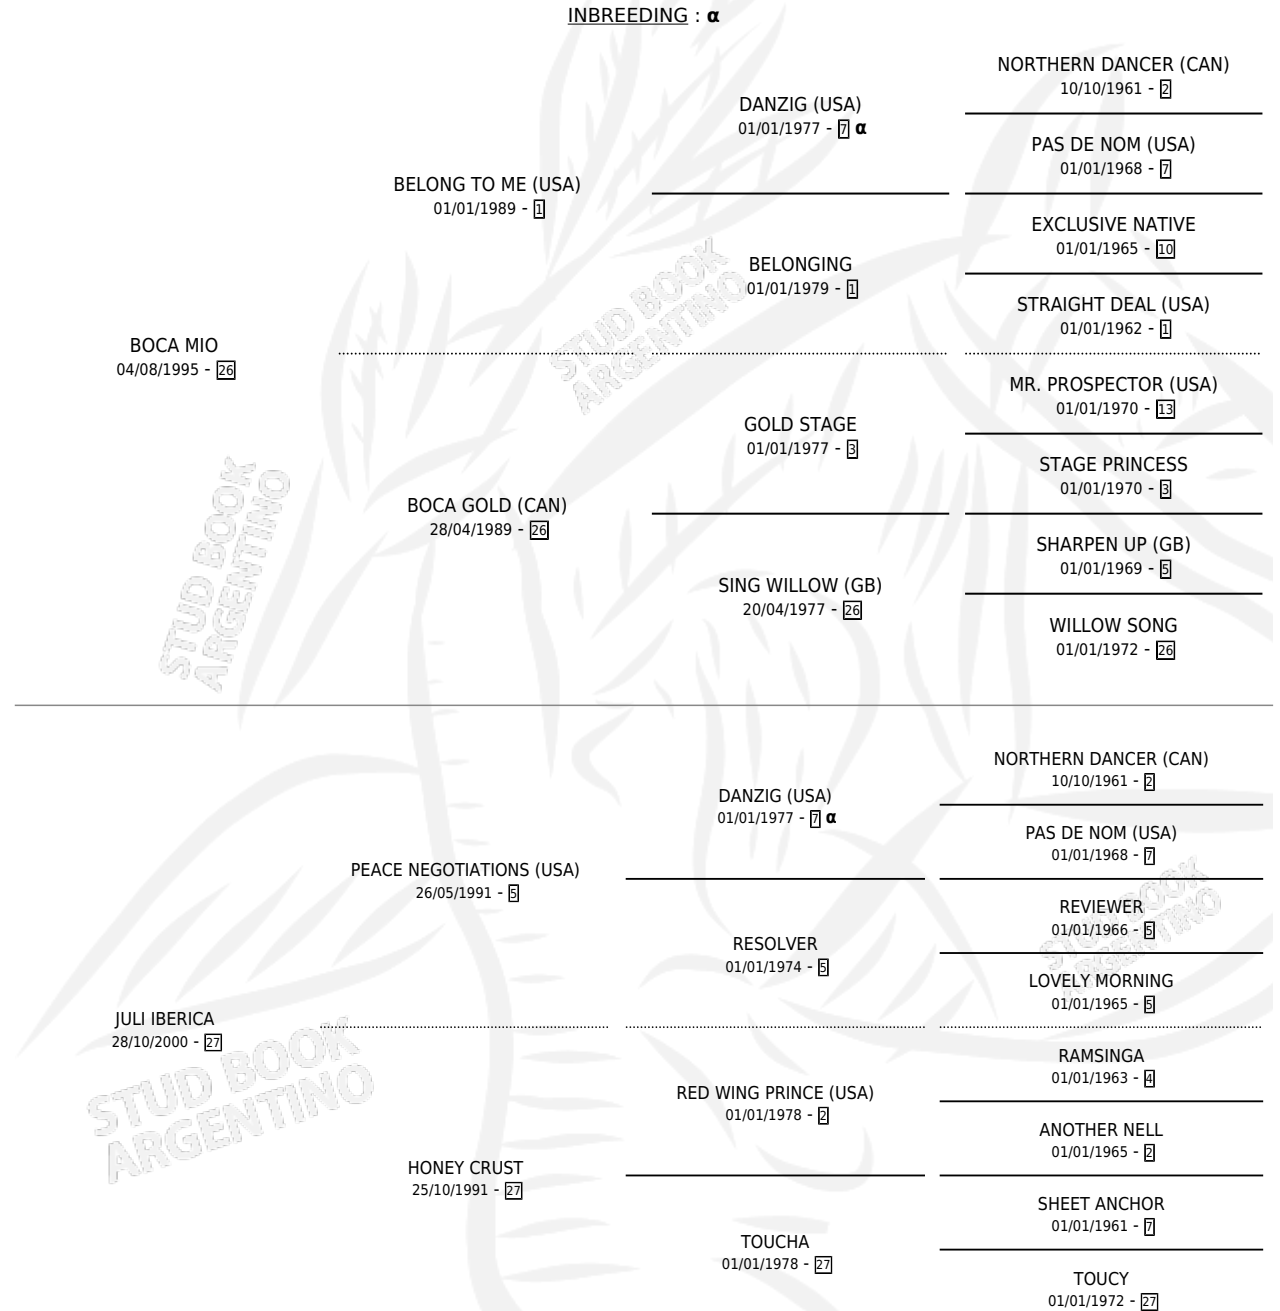 INBREEDING : α
NORTHERN DANCER (CAN)
10/10/1961 - 2
DANZIG (USA)
01/01/1977 - 7 α
PAS DE NOM (USA)
01/01/1968 - 7
BELONG TO ME (USA)
01/01/1989 - 1
EXCLUSIVE NATIVE
01/01/1965 - 10
BELONGING
01/01/1979 - 1
STRAIGHT DEAL (USA)
01/01/1962 - 1
BOCA MIO
04/08/1995 - 26
MR. PROSPECTOR (USA)
01/01/1970 - 13
GOLD STAGE
01/01/1977 - 3
STAGE PRINCESS
01/01/1970 - 3
BOCA GOLD (CAN)
28/04/1989 - 26
SHARPEN UP (GB)
01/01/1969 - 5
SING WILLOW (GB)
20/04/1977 - 26
WILLOW SONG
01/01/1972 - 26
STUD BOOK
ARGENTINO
STUD BOOK
ARGENTINO
NORTHERN DANCER (CAN)
10/10/1961 - 2
DANZIG (USA)
01/01/1977 - 7 α
PAS DE NOM (USA)
01/01/1968 - 7
PEACE NEGOTIATIONS (USA)
26/05/1991 - 5
REVIEWER
01/01/1966 - 5
RESOLVER
01/01/1974 - 5
LOVELY MORNING
01/01/1965 - 5
JULI IBERICA
28/10/2000 - 27
RAMSINGA
01/01/1963 - 4
RED WING PRINCE (USA)
01/01/1978 - 2
ANOTHER NELL
01/01/1965 - 2
HONEY CRUST
25/10/1991 - 27
SHEET ANCHOR
01/01/1961 - 7
TOUCHA
01/01/1978 - 27
TOUCY
01/01/1972 - 27
STUD BOOK
ARGENTINO
STUD BOOK
ARGENTINO